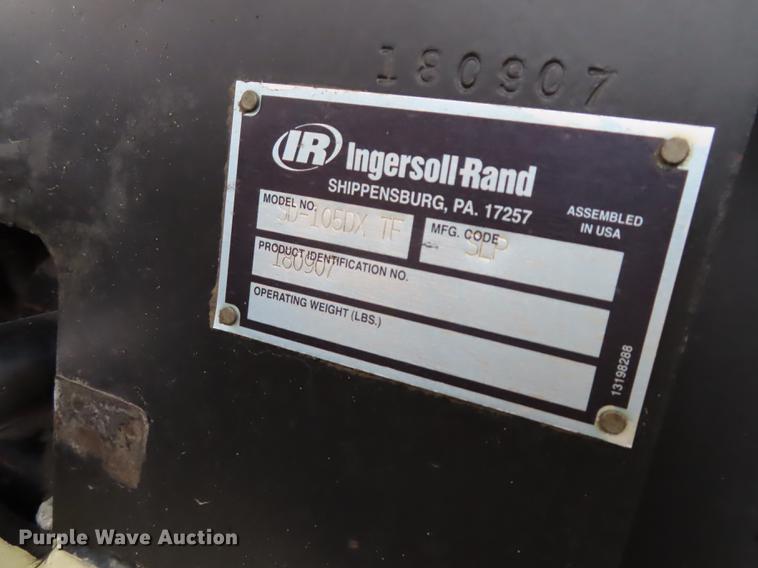 180907
IR Ingersoll-Rand
SHIPPENSBURG, PA. 17257
ASSEMBLED
IN USA
MODEL NO.
SD-105DX TF
MFG. CODE
SLP
PRODUCT IDENTIFICATION NO.
180907
OPERATING WEIGHT (LBS.)
13198288
Purple Wave Auction